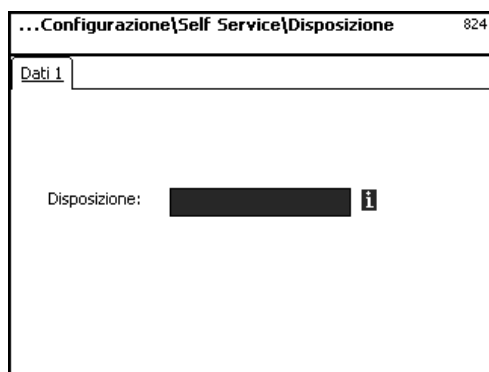 ...Configurazione\Self Service\Disposizione 824
Dati 1
Disposizione: i